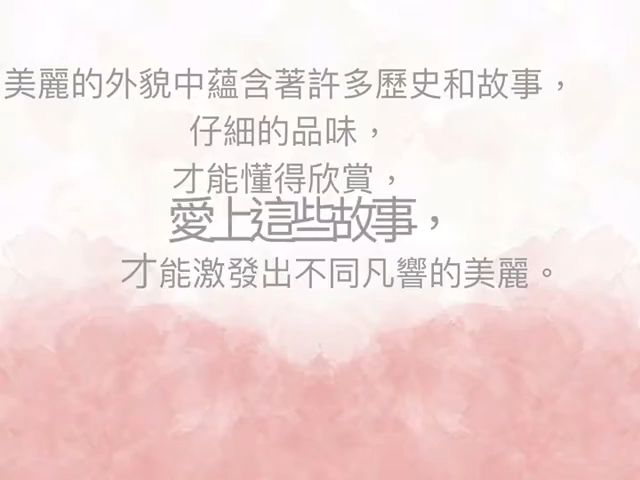 美麗的外貌中蘊含著許多歷史和故事，
仔細的品味，
才能懂得欣賞，
愛上這些故事，
才能激發出不同凡響的美麗。